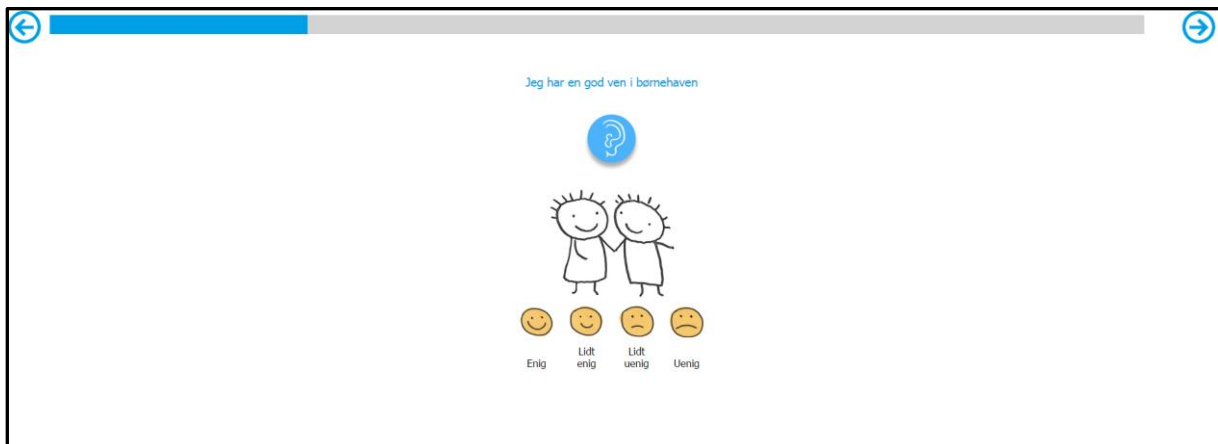 Jeg har en god ven i børnehaven
Enig
Lidt
enig
Lidt
uenig
Uenig